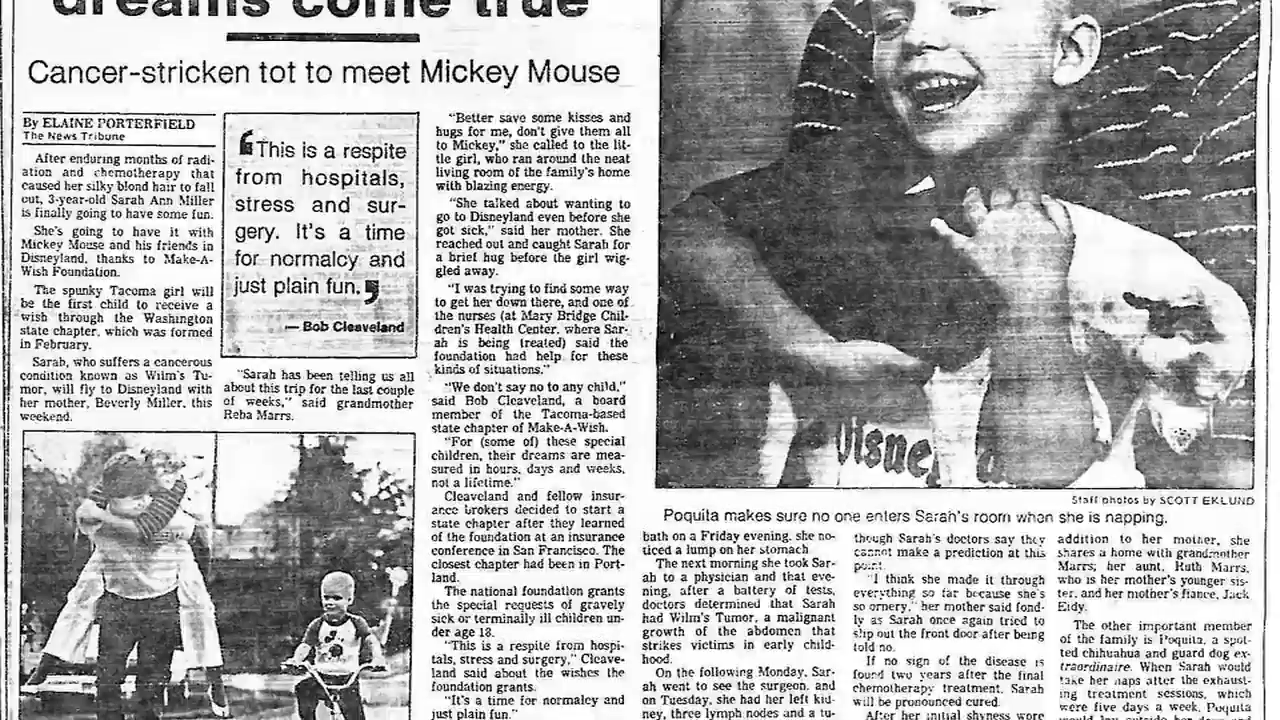 dreams come true
Cancer-stricken tot to meet Mickey Mouse
By ELAINE PORTERFIELD
The News Tribune
After enduring months of radi-
ation and chemotherapy that
caused her silky blond hair to fall
out, 3-year-old Sarah Ann Miller
is finally going to have some fun.
She's going to have it with
Mickey Mouse and his friends in
Disneyland, thanks to Make-A-
Wish Foundation.
The spunky Tacoma girl will
be the first child to receive a
wish through the Washington
state chapter, which was formed
in February.
Sarah, who suffers a cancerous
condition known as Wilm's Tu-
mor, will fly to Disneyland with
her mother, Beverly Miller, this
weekend.
‘This is a respite
from hospitals,
stress and sur-
gery. It's a time
for normalcy and
just plain fun.’
— Bob Cleaveland
"Sarah has been telling us all
about this trip for the last couple
of weeks," said grandmother
Reba Marrs.
"Better save some kisses and
hugs for me, don't give them all
to Mickey," she called to the lit-
tle girl, who ran around the neat
living room of the family's home
with blazing energy.
"She talked about wanting to
go to Disneyland even before she
got sick," said her mother. She
reached out and caught Sarah for
a brief hug before the girl wig-
gled away.
"I was trying to find some way
to get her down there, and one of
the nurses (at Mary Bridge Chil-
dren's Health Center, where Sar-
ah is being treated) said the
foundation had help for these
kinds of situations."
"We don't say no to any child,"
said Bob Cleaveland, a board
member of the Tacoma-based
state chapter of Make-A-Wish.
"For (some of) these special
children, their dreams are mea-
sured in hours, days and weeks,
not a lifetime."
Cleaveland and fellow insur-
ance brokers decided to start a
state chapter after they learned
of the foundation at an insurance
conference in San Francisco. The
closest chapter had been in Port-
land.
The national foundation grants
the special requests of gravely
sick or terminally ill children un-
der age 18.
"This is a respite from hospi-
tals, stress and surgery," Cleave-
land said about the wishes the
foundation grants.
"It's a time for normalcy and
just plain fun."
Disne
Staff photos by SCOTT EKLUND
Poquita makes sure no one enters Sarah's room when she is napping.
bath on a Friday evening, she no-
ticed a lump on her stomach
The next morning she took Sar-
ah to a physician and that eve-
ning, after a battery of tests,
doctors determined that Sarah
had Wilm's Tumor, a malignant
growth of the abdomen that
strikes victims in early child-
hood.
On the following Monday, Sar-
ah went to see the surgeon, and
on Tuesday, she had her left kid-
ney, three lymph nodes and a tu-
though Sarah's doctors say they
cannot make a prediction at this
point.
"I think she made it through
everything so far because she's
so ornery," her mother said fond-
ly as Sarah once again tried to
slip out the front door after being
told no.
If no sign of the disease is
found two years after the final
chemotherapy treatment, Sarah
will be pronounced cured.
After her initial shyness wore
addition to her mother, she
shares a home with grandmother
Marrs; her aunt, Ruth Marrs,
who is her mother's younger sis-
ter, and her mother's fiance, Jack
Eidy.
The other important member
of the family is Poquita, a spot-
ted chihuahua and guard dog ex-
traordinaire. When Sarah would
take her naps after the exhaust-
ing treatment sessions, which
were five days a week, Poquita